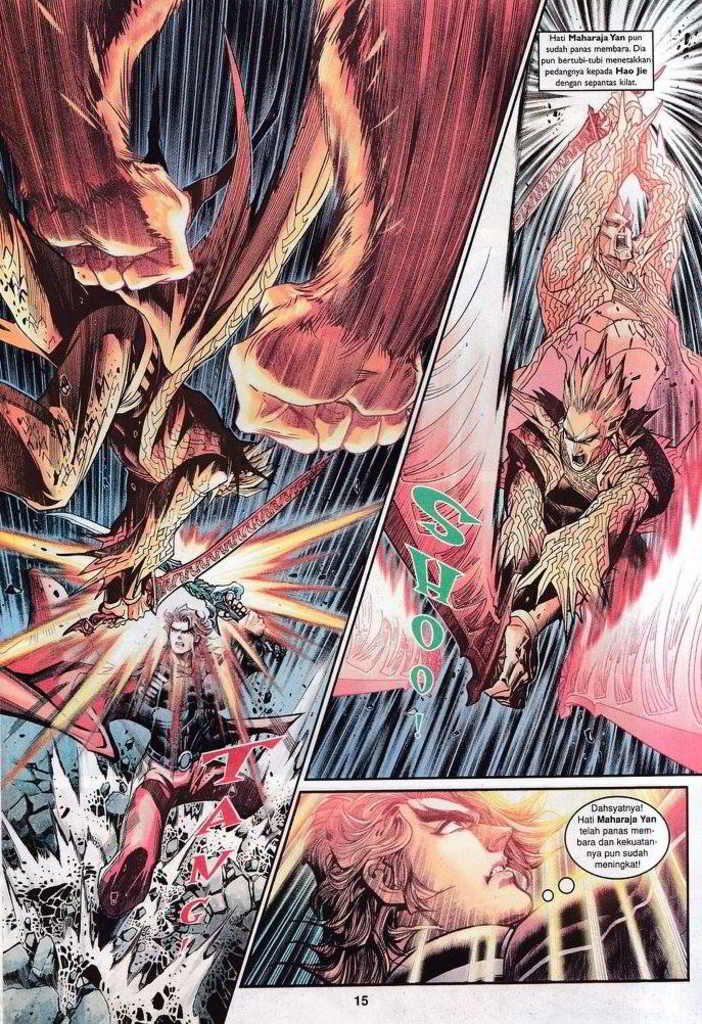 Hati Maharaja Yan pun
sudah panas membara. Dia
pun bertubi-tubi menetakkan
pedangnya kepada Hao Jie
dengan sepantas kilat.
SHOO!
TANG!
Dahsyatnya!
Hati Maharaja Yan
telah panas mem-
bara dan kekuatan-
nya pun sudah
meningkat!
15